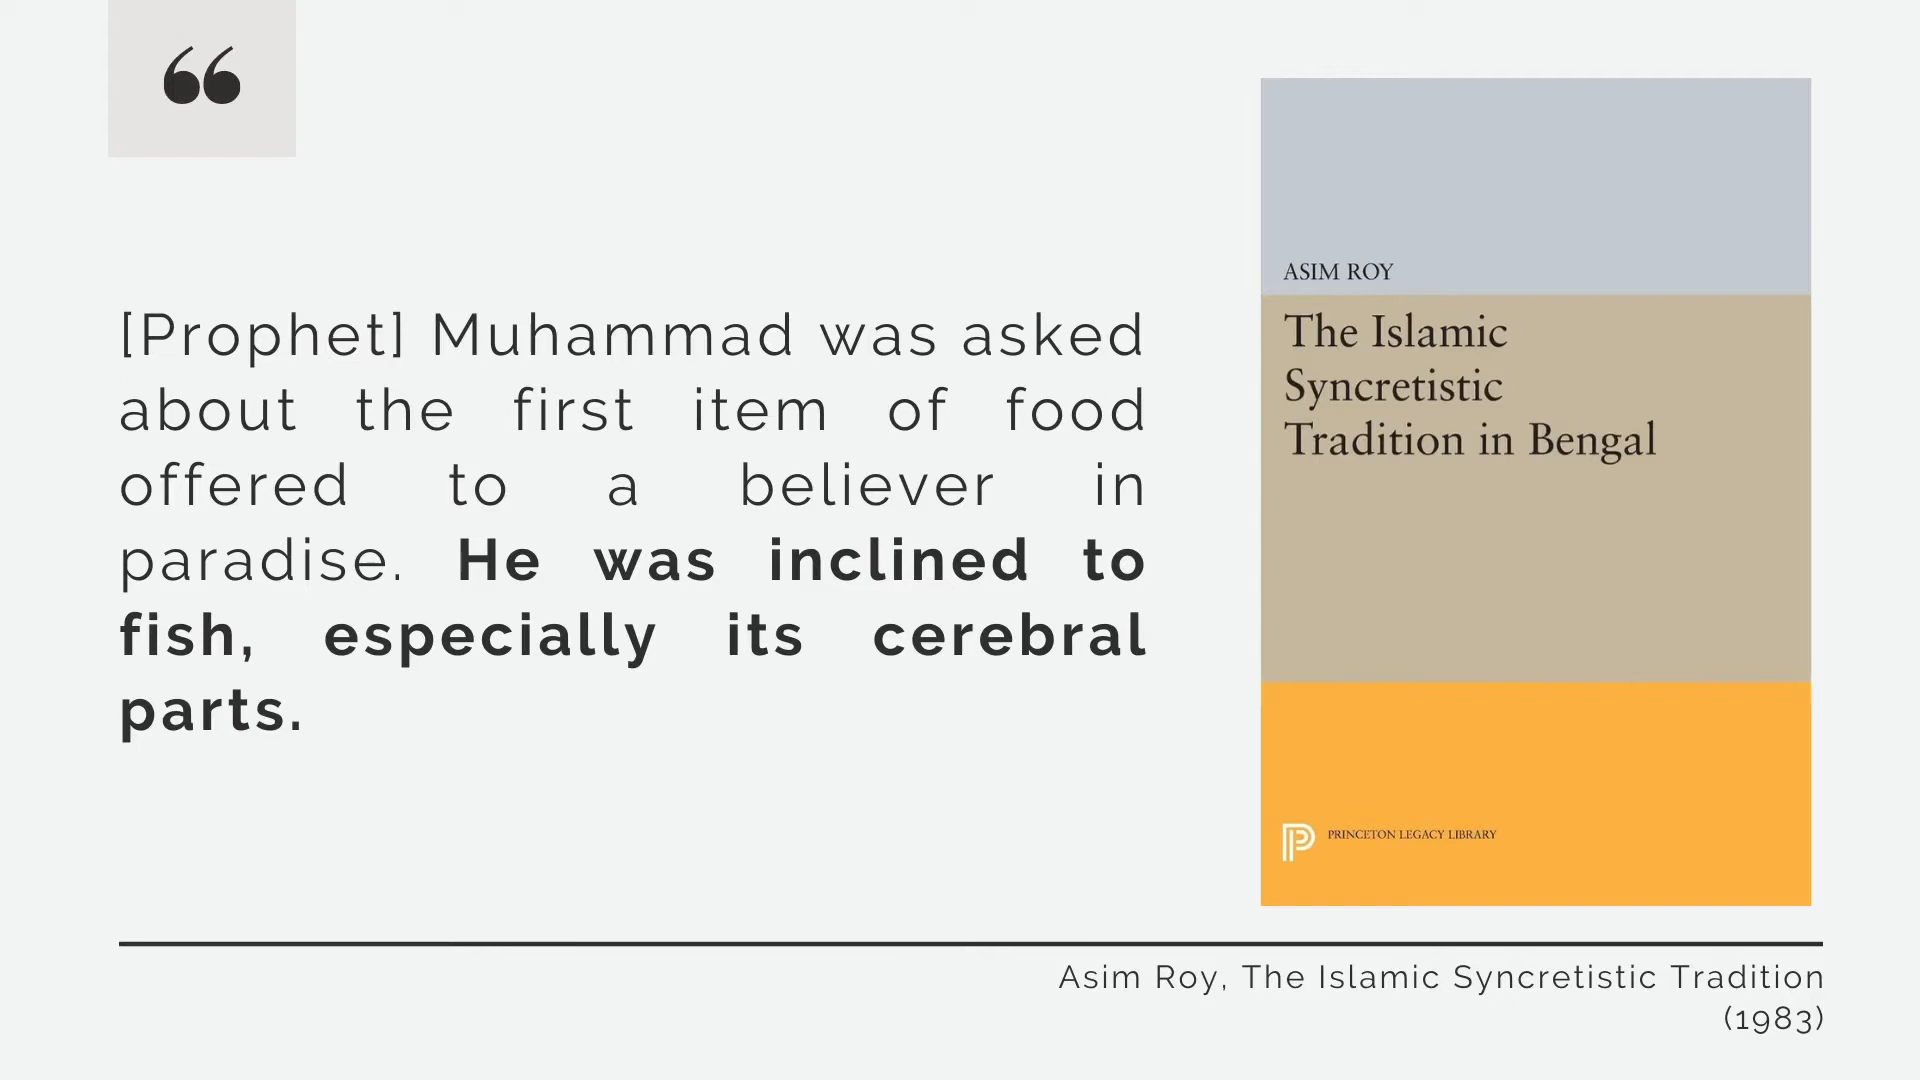 ❝
[Prophet] Muhammad was asked
about the first item of food
offered to a believer in
paradise. He was inclined to
fish, especially its cerebral
parts.
ASIM ROY
The Islamic
Syncretistic
Tradition in Bengal
PRINCETON LEGACY LIBRARY
Asim Roy, The Islamic Syncretistic Tradition
(1983)